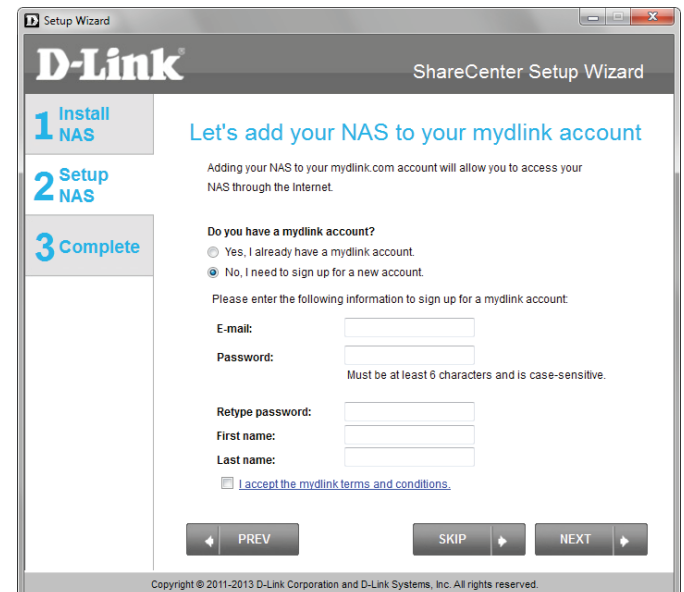 Setup Wizard
D-Link®
ShareCenter Setup Wizard
1 Install NAS
2 Setup NAS
3 Complete
Let's add your NAS to your mydlink account
Adding your NAS to your mydlink.com account will allow you to access your
NAS through the Internet.
Do you have a mydlink account?
Yes, I already have a mydlink account.
No, I need to sign up for a new account.
Please enter the following information to sign up for a mydlink account:
E-mail:
Password:
Must be at least 6 characters and is case-sensitive.
Retype password:
First name:
Last name:
I accept the mydlink terms and conditions.
PREV
SKIP
NEXT
Copyright © 2011-2013 D-Link Corporation and D-Link Systems, Inc. All rights reserved.